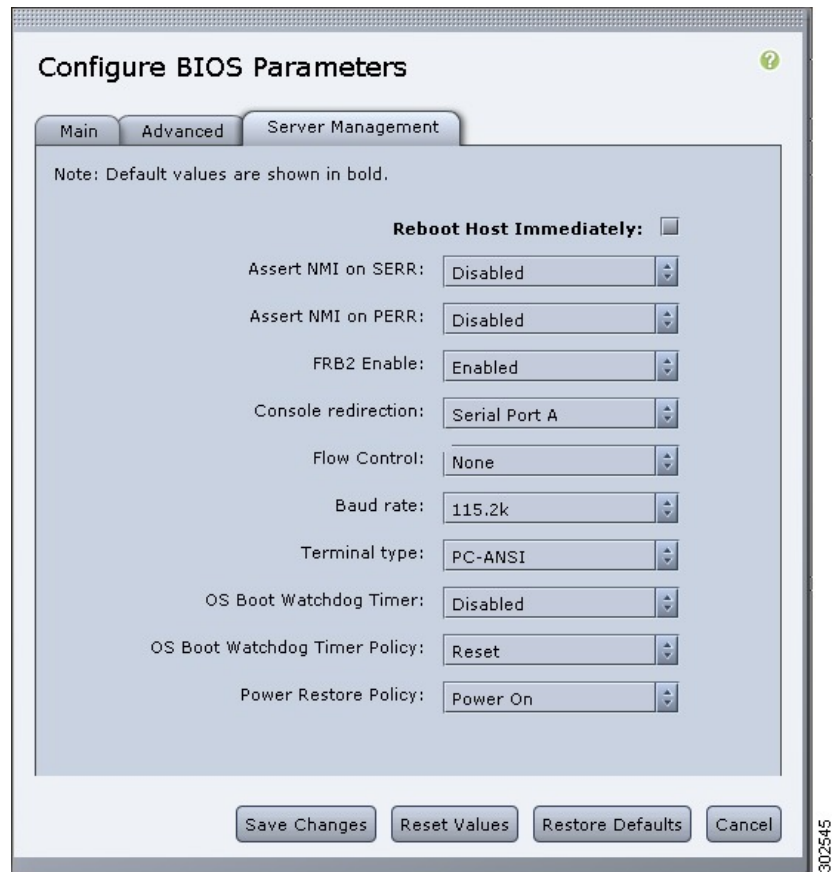 Configure BIOS Parameters
?
Main
Advanced
Server Management
Note: Default values are shown in bold.
Reboot Host Immediately:
Assert NMI on SERR: Disabled
Assert NMI on PERR: Disabled
FRB2 Enable: Enabled
Console redirection: Serial Port A
Flow Control: None
Baud rate: 115.2k
Terminal type: PC-ANSI
OS Boot Watchdog Timer: Disabled
OS Boot Watchdog Timer Policy: Reset
Power Restore Policy: Power On
Save Changes
Reset Values
Restore Defaults
Cancel
302545